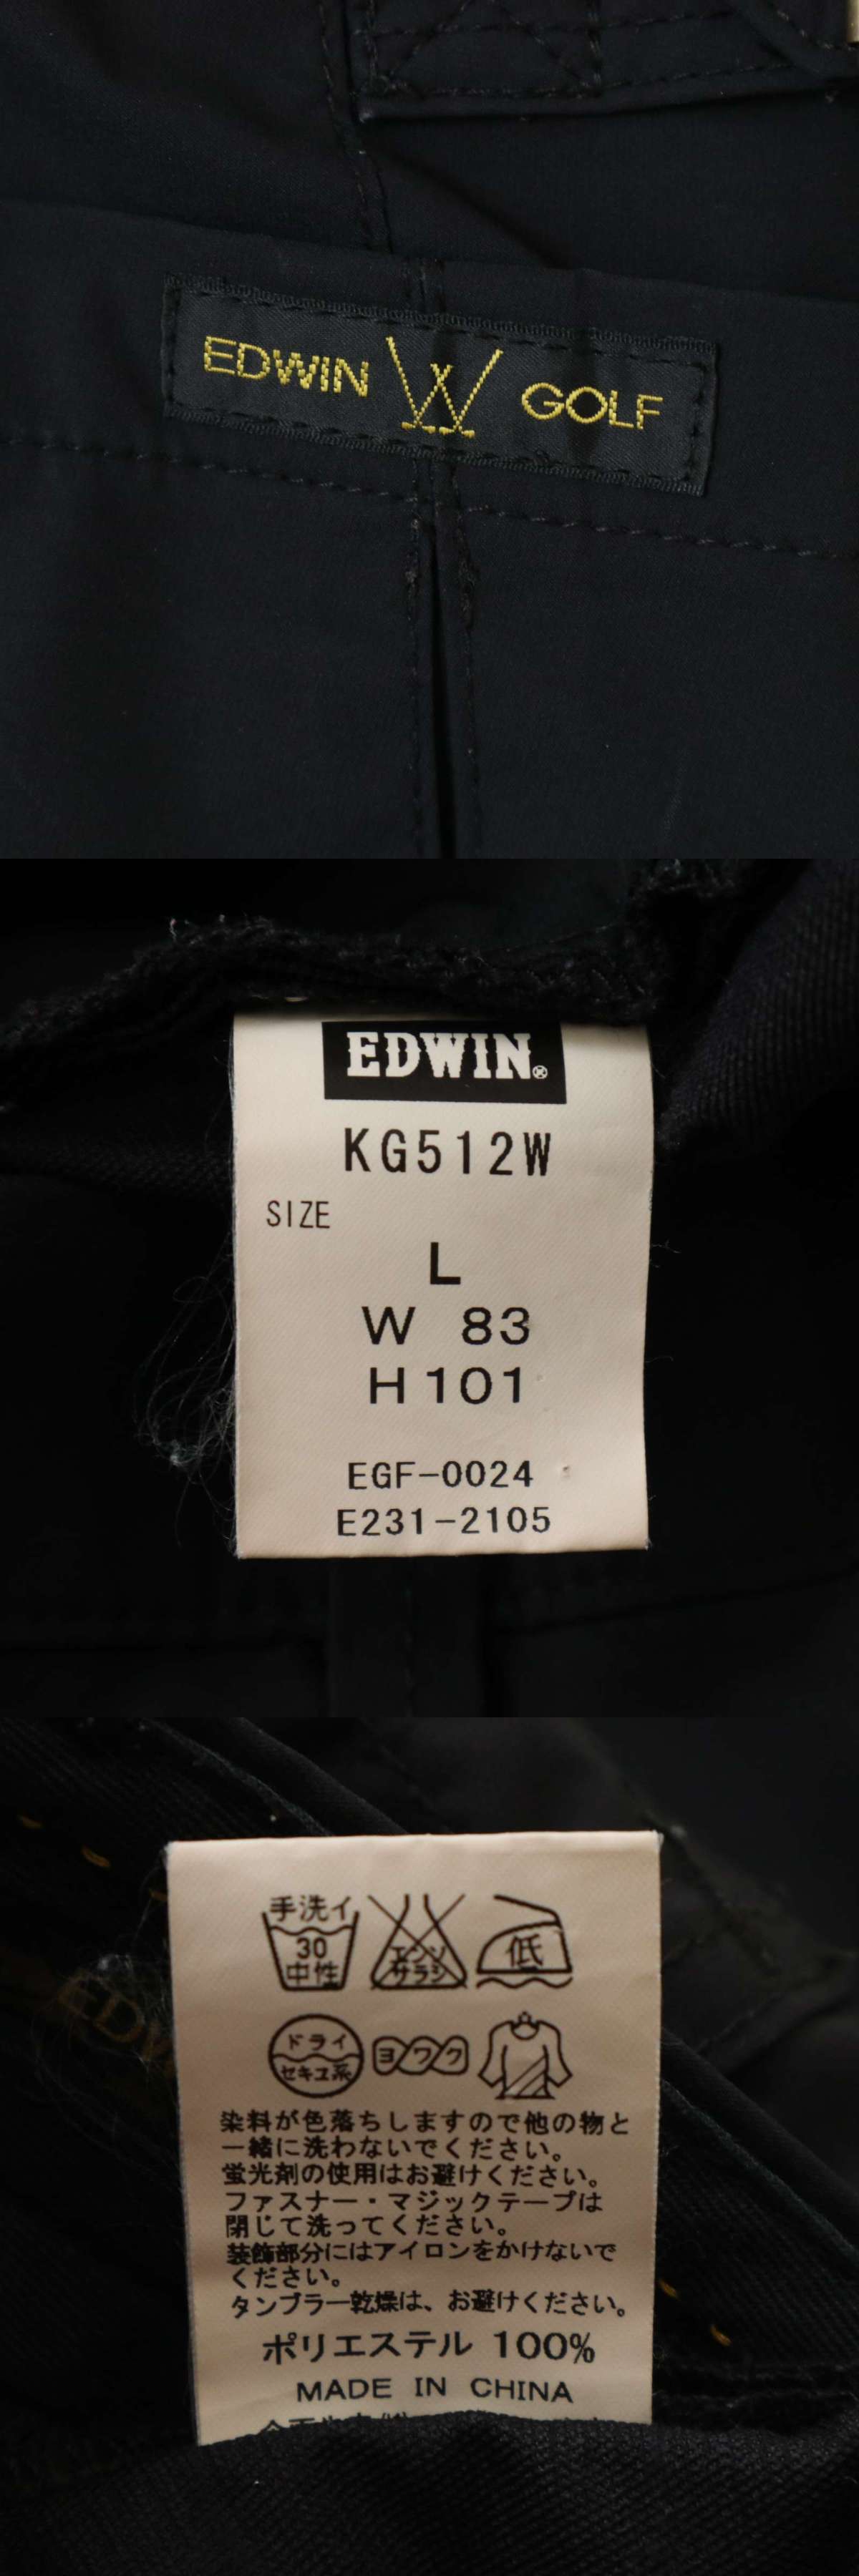 EDWIN GOLF
EDWIN
KG512W
SIZE
L
W 83
H 101
EGF-0024
E231-2105
手洗イ
30
中性
エンソ
サラシ
低
ドライ
セキユ系
ヨワク
染料が色落ちしますので他の物と
一緒に洗わないでください。
蛍光剤の使用はお避けください。
ファスナー・マジックテープは
閉じて洗ってください。
装飾部分にはアイロンをかけないで
ください。
タンブラー乾燥は、お避けください。
ポリエステル 100%
MADE IN CHINA